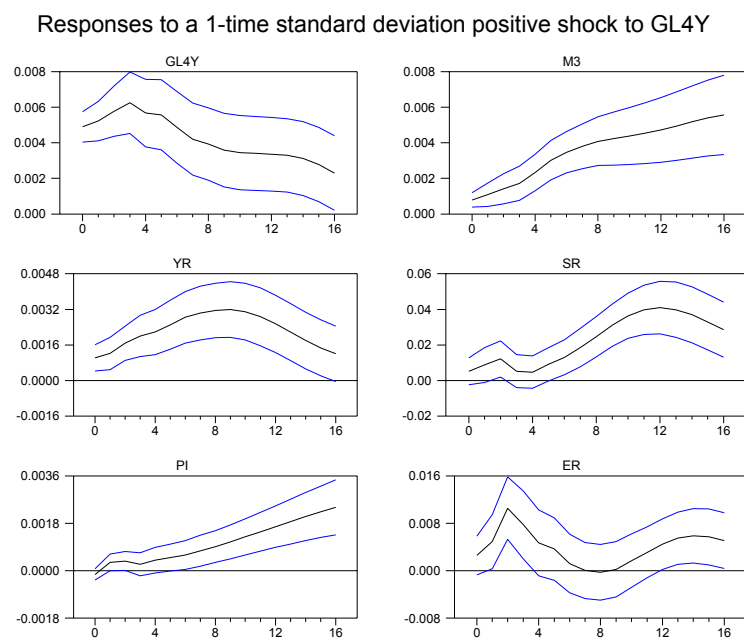 Responses to a 1-time standard deviation positive shock to GL4Y
GL4Y
0.008
0.006
0.004
0.002
0.000
0 4 8 12 16
M3
0.008
0.006
0.004
0.002
0.000
0 4 8 12 16
YR
0.0048
0.0032
0.0016
0.0000
-0.0016
0 4 8 12 16
SR
0.06
0.04
0.02
0.00
-0.02
0 4 8 12 16
PI
0.0036
0.0018
0.0000
-0.0018
0 4 8 12 16
ER
0.016
0.008
0.000
-0.008
0 4 8 12 16